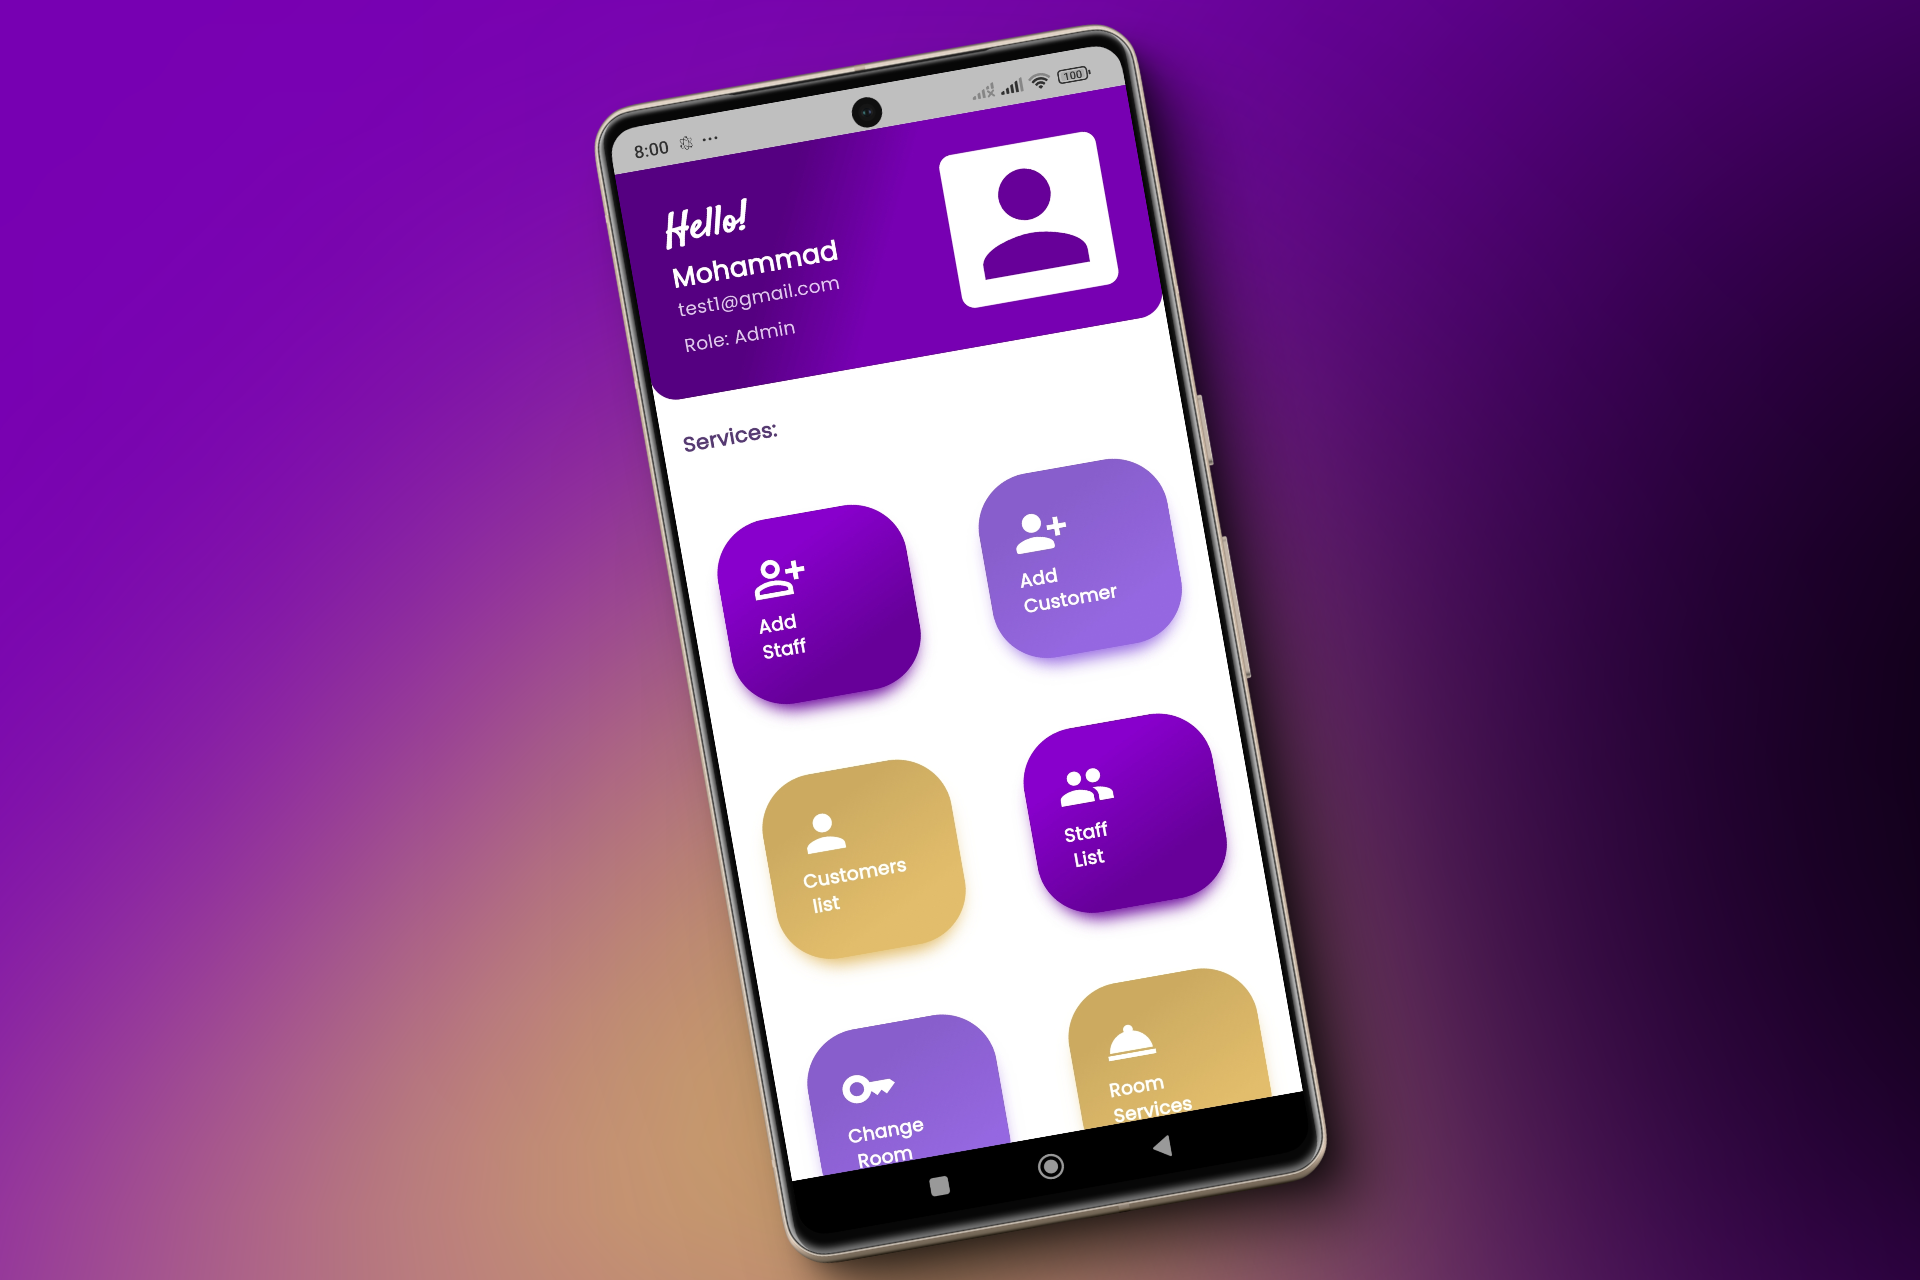 8:00
100
Hello!
Mohammad
test1@gmail.com
Role: Admin
Services:
Add
Staff
Add
Customer
Customers
list
Staff
List
Change
Room
Room
Services